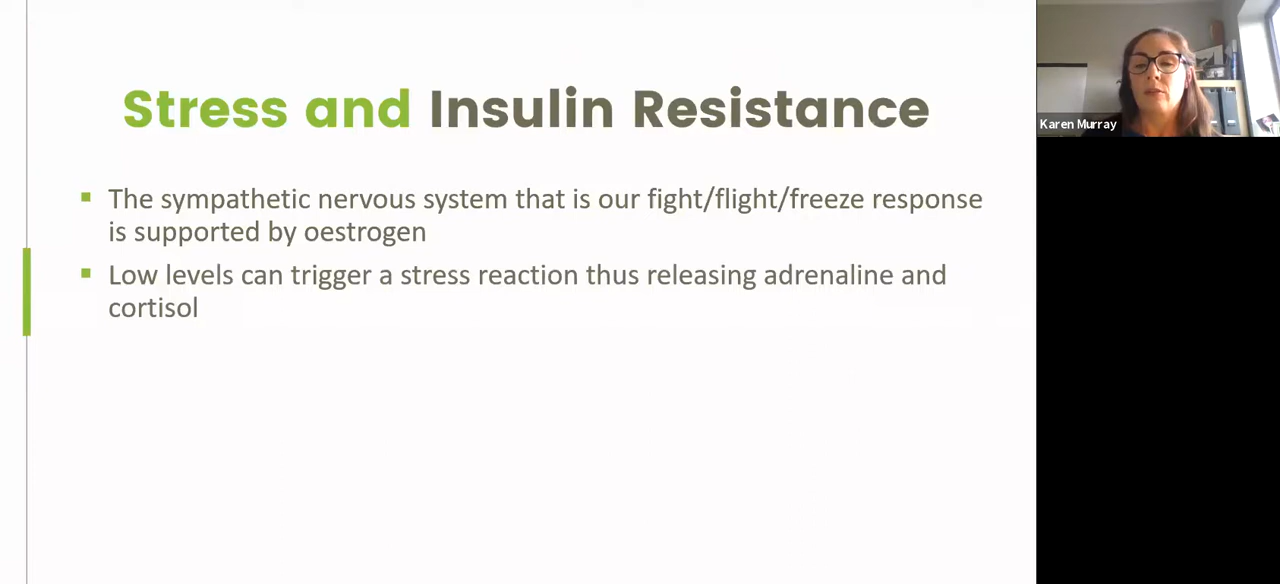 Stress and Insulin Resistance
The sympathetic nervous system that is our fight/flight/freeze response
is supported by oestrogen
Low levels can trigger a stress reaction thus releasing adrenaline and
cortisol
Karen Murray